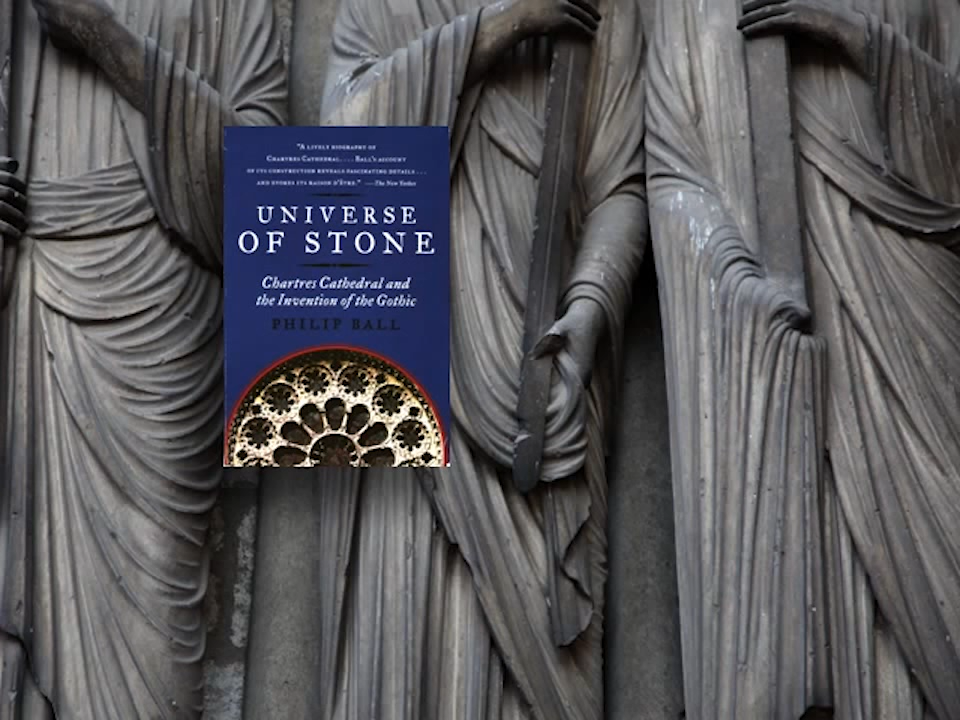 "A LIVELY BIOGRAPHY OF
CHARTRES CATHEDRAL.... BALL'S ACCOUNT
OF ITS CONSTRUCTION REVEALS FASCINATING DETAILS...
AND EVOKES ITS RAISON D'ÊTRE." —The New Yorker
UNIVERSE
OF STONE
Chartres Cathedral and
the Invention of the Gothic
PHILIP BALL